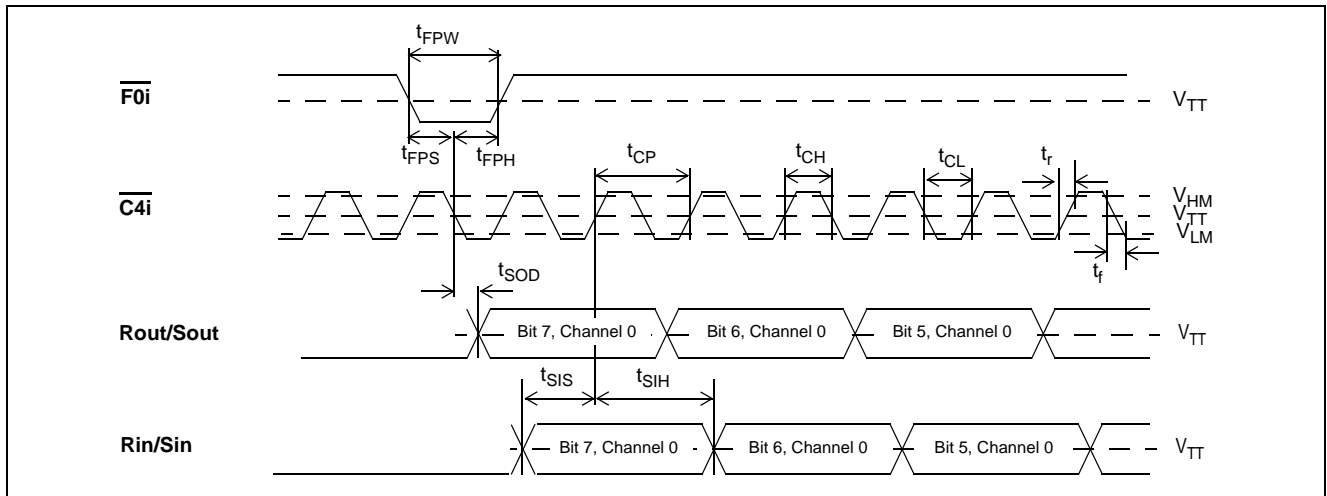 tFPW
F0i
VTT
tFPS
tFPH
tCP
tCH
tCL
tr
C4i
VHM
VTT
VLM
tf
tSOD
Rout/Sout
Bit 7, Channel 0
Bit 6, Channel 0
Bit 5, Channel 0
VTT
tSIS
tSIH
Rin/Sin
Bit 7, Channel 0
Bit 6, Channel 0
Bit 5, Channel 0
VTT